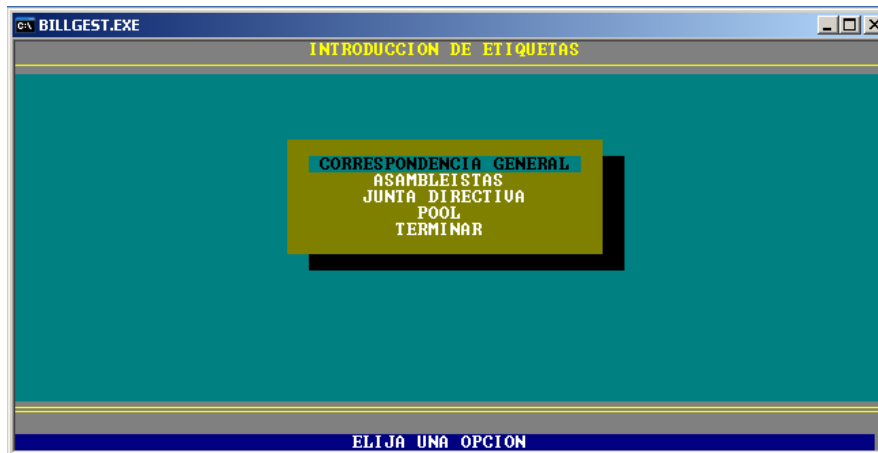 BILLGEST.EXE
INTRODUCCION DE ETIQUETAS
CORRESPONDENCIA GENERAL
ASAMBLEISTAS
JUNTA DIRECTIVA
POOL
TERMINAR
ELIJA UNA OPCION